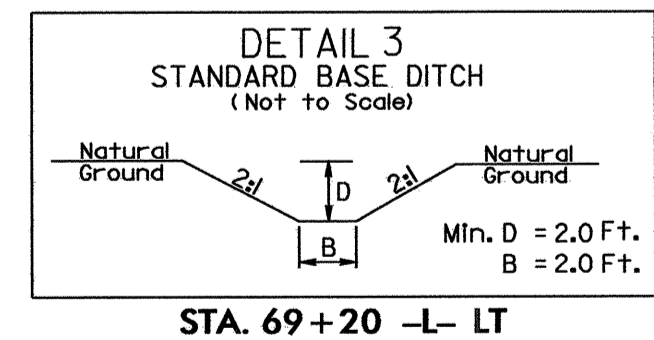 DETAIL 3
STANDARD BASE DITCH
(Not to Scale)
Natural
Ground
2:1
D
2:1
Natural
Ground
B
Min. D = 2.0 Ft.
B = 2.0 Ft.
STA. 69+20 -L- LT